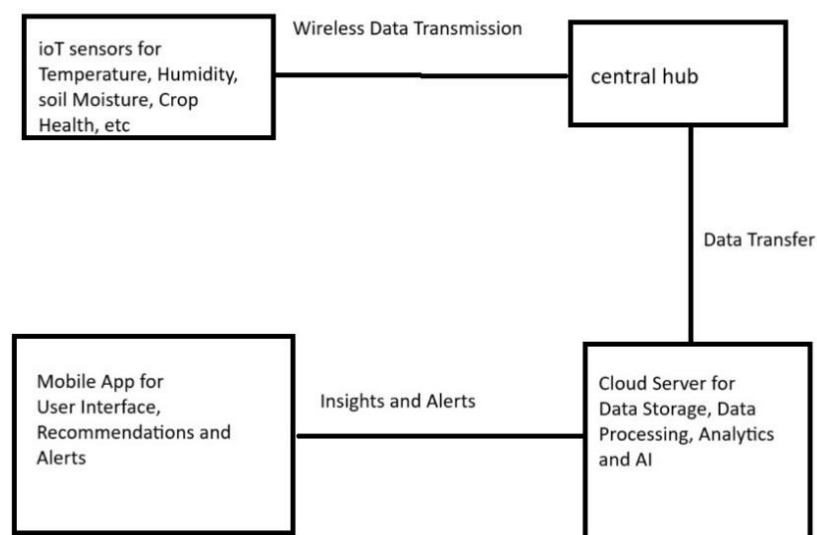 ioT sensors for
Temperature, Humidity,
soil Moisture, Crop
Health, etc
Wireless Data Transmission
central hub
Data Transfer
Mobile App for
User Interface,
Recommendations and
Alerts
Insights and Alerts
Cloud Server for
Data Storage, Data
Processing, Analytics
and AI